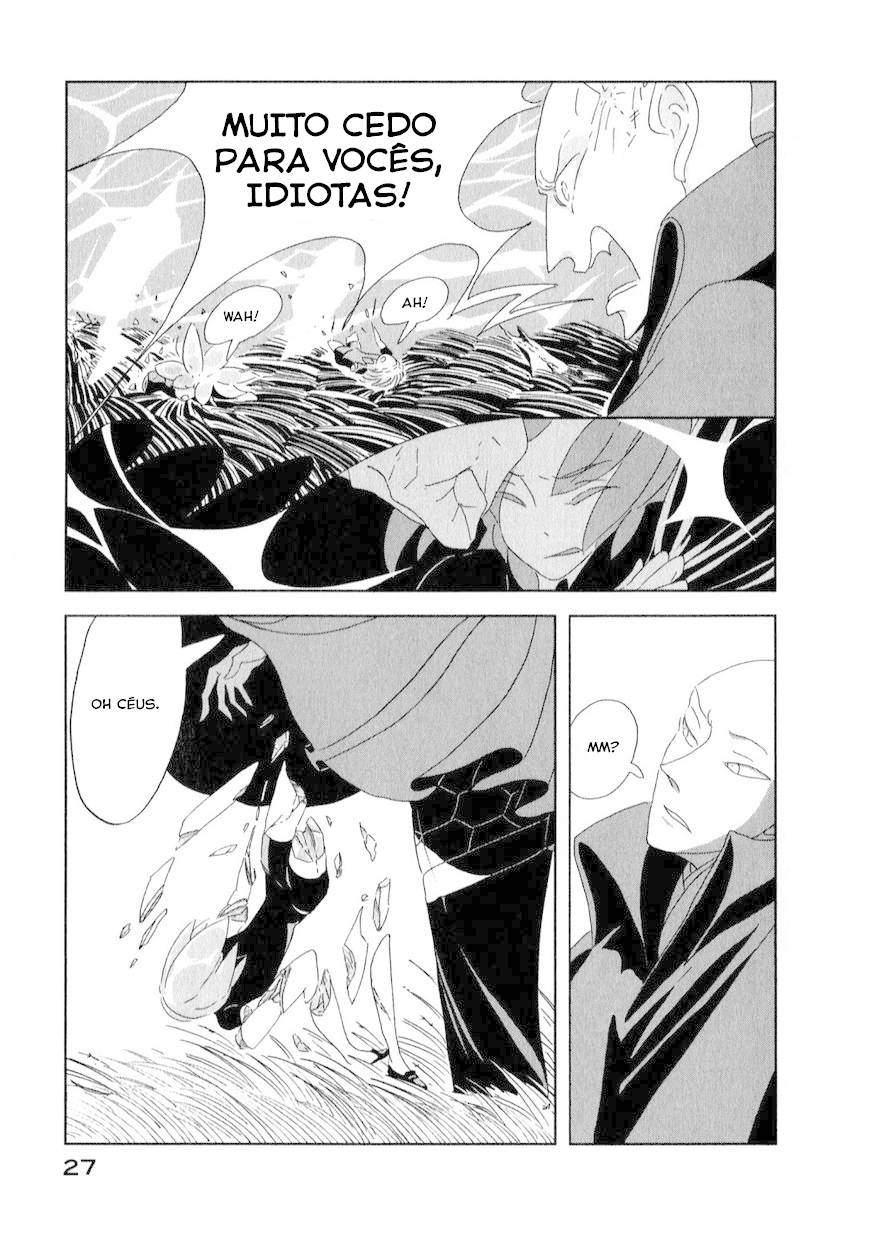 MUITO CEDO
PARA VOCÊS,
IDIOTAS!
AH!
WAH!
MM?
OH CÉUS.
27